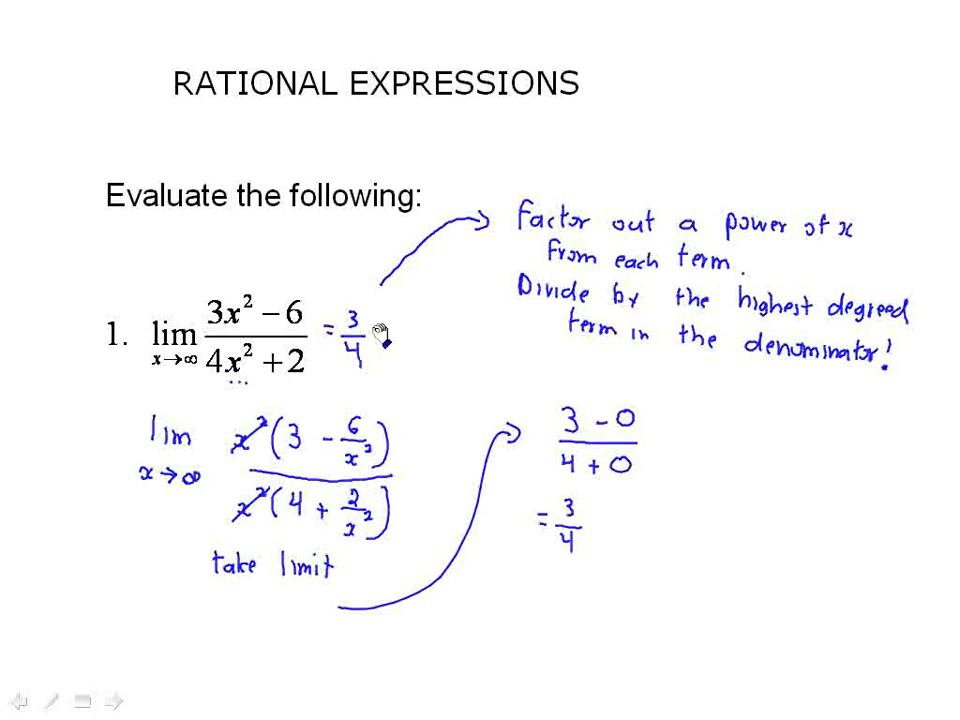 RATIONAL EXPRESSIONS
Evaluate the following:
Factor out a power of x
from each term.
Divide by the highest degreed
term in the denominator!
1. lim x→∞ (3x² − 6)/(4x² + 2) = 3/4
...
lim x→∞ x²(3 − 6/x²)/x²(4 + 2/x²)
take limit
(3 − 0)/(4 + 0)
= 3/4